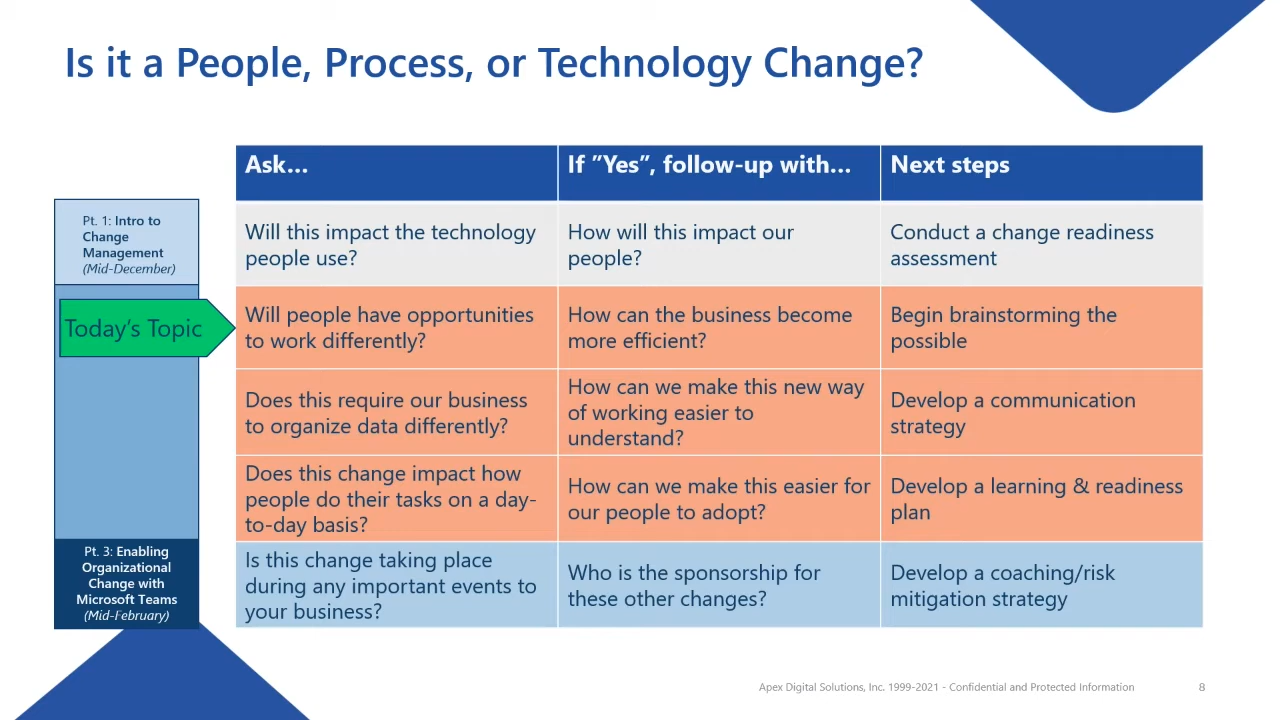 Is it a People, Process, or Technology Change?
Ask...
If ”Yes”, follow-up with...
Next steps
Pt. 1: Intro to
Change
Management
(Mid-December)
Will this impact the technology
people use?
How will this impact our
people?
Conduct a change readiness
assessment
Today’s Topic
Will people have opportunities
to work differently?
How can the business become
more efficient?
Begin brainstorming the
possible
Does this require our business
to organize data differently?
How can we make this new way
of working easier to
understand?
Develop a communication
strategy
Does this change impact how
people do their tasks on a day-
to-day basis?
How can we make this easier for
our people to adopt?
Develop a learning & readiness
plan
Pt. 3: Enabling
Organizational
Change with
Microsoft Teams
(Mid-February)
Is this change taking place
during any important events to
your business?
Who is the sponsorship for
these other changes?
Develop a coaching/risk
mitigation strategy
Apex Digital Solutions, Inc. 1999-2021 - Confidential and Protected Information
8